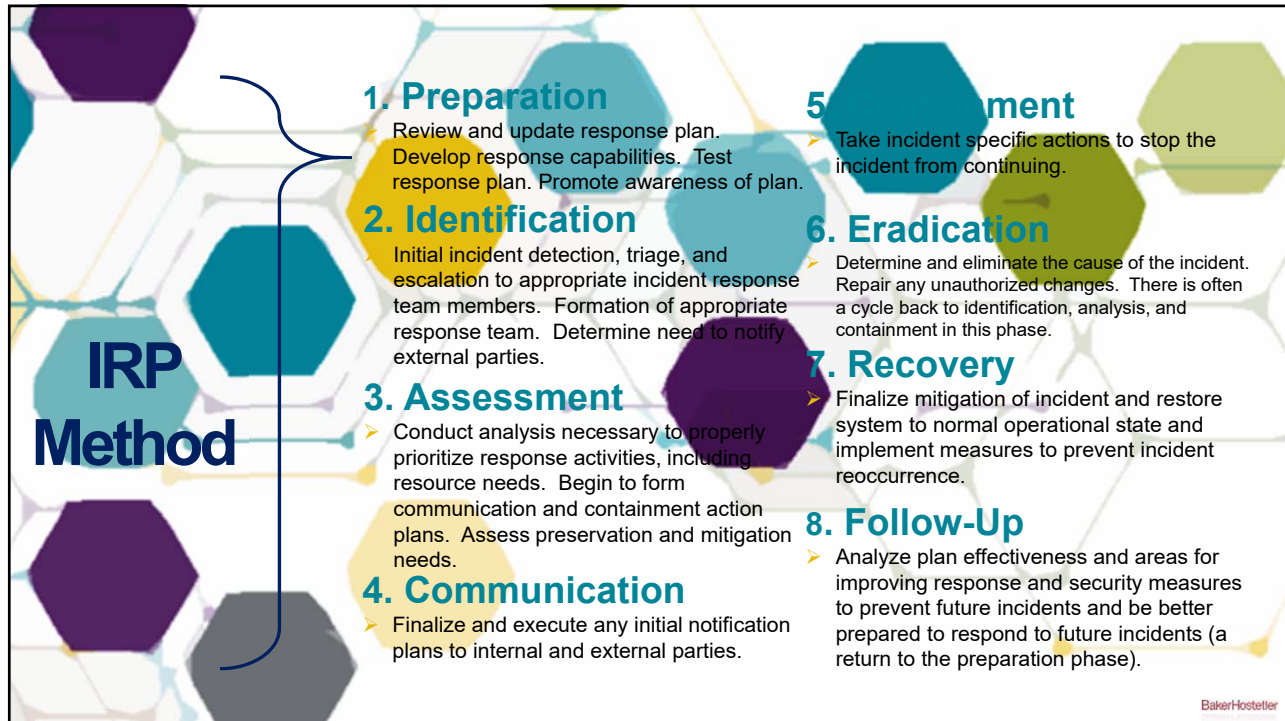 IRP
Method
1. Preparation
➢ Review and update response plan.
Develop response capabilities. Test
response plan. Promote awareness of plan.
2. Identification
➢ Initial incident detection, triage, and
escalation to appropriate incident response
team members. Formation of appropriate
response team. Determine need to notify
external parties.
3. Assessment
➢ Conduct analysis necessary to properly
prioritize response activities, including
resource needs. Begin to form
communication and containment action
plans. Assess preservation and mitigation
needs.
4. Communication
➢ Finalize and execute any initial notification
plans to internal and external parties.
5. Containment
➢ Take incident specific actions to stop the
incident from continuing.
6. Eradication
➢ Determine and eliminate the cause of the incident.
Repair any unauthorized changes. There is often
a cycle back to identification, analysis, and
containment in this phase.
7. Recovery
➢ Finalize mitigation of incident and restore
system to normal operational state and
implement measures to prevent incident
reoccurrence.
8. Follow-Up
➢ Analyze plan effectiveness and areas for
improving response and security measures
to prevent future incidents and be better
prepared to respond to future incidents (a
return to the preparation phase).
BakerHostetler